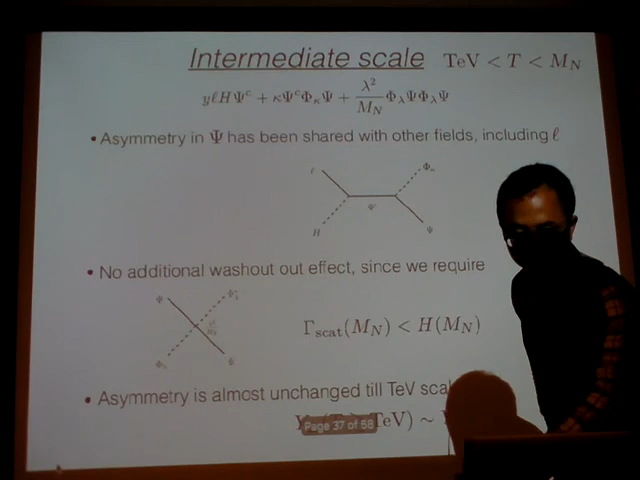 Intermediate scale TeV < T < M_N
yℓHΨ^c + κΨ^cΦ_κΨ + λ²/M_N Φ_λΨΦ_λΨ
• Asymmetry in Ψ has been shared with other fields, including ℓ
ℓ Φ_κ
Ψ^c
H Ψ
• No additional washout out effect, since we require
Γ_scat(M_N) < H(M_N)
• Asymmetry is almost unchanged till TeV
Page 37 of 58 TeV) ~